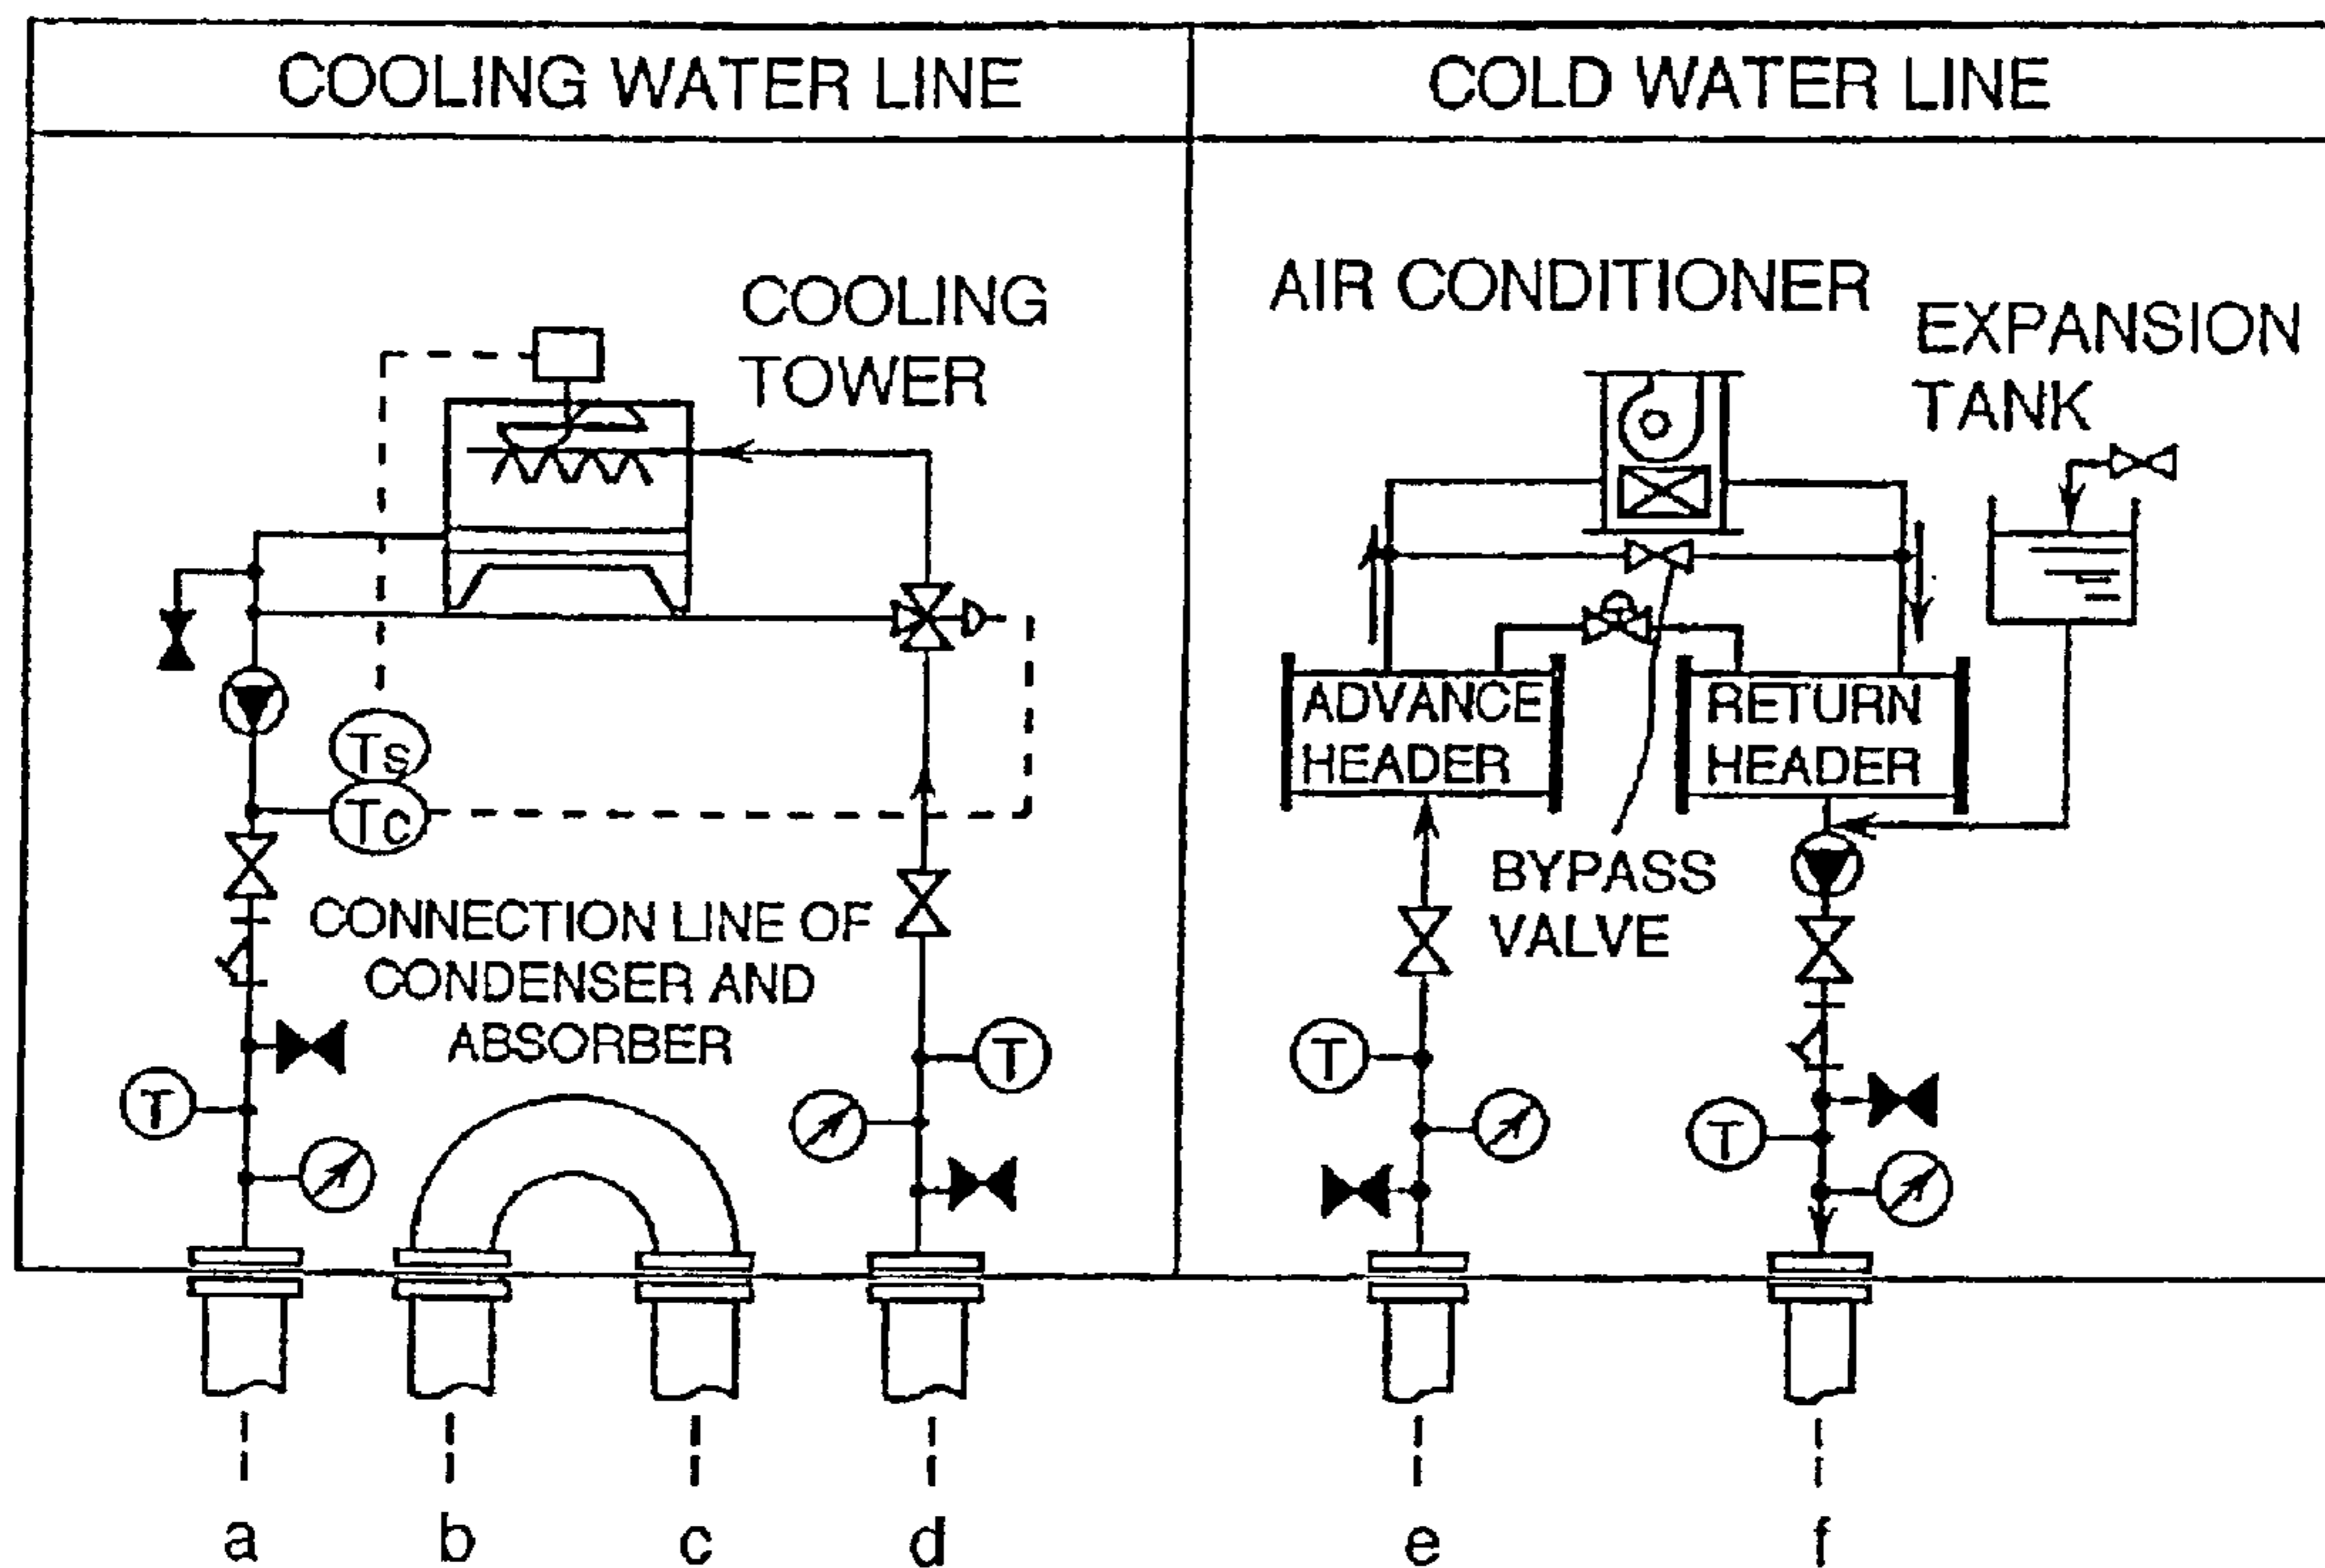 COOLING WATER LINE
COLD WATER LINE
COOLING
TOWER
AIR CONDITIONER
EXPANSION
TANK
Ts
Tc
ADVANCE
HEADER
RETURN
HEADER
BYPASS
VALVE
CONNECTION LINE OF
CONDENSER AND
ABSORBER
T
T
T
T
a
b
c
d
e
f